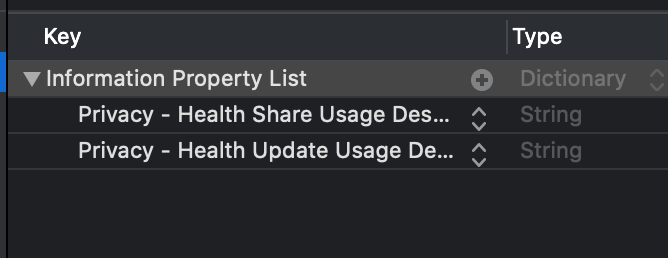 Key Type
Information Property List Dictionary
Privacy - Health Share Usage Des... String
Privacy - Health Update Usage De... String